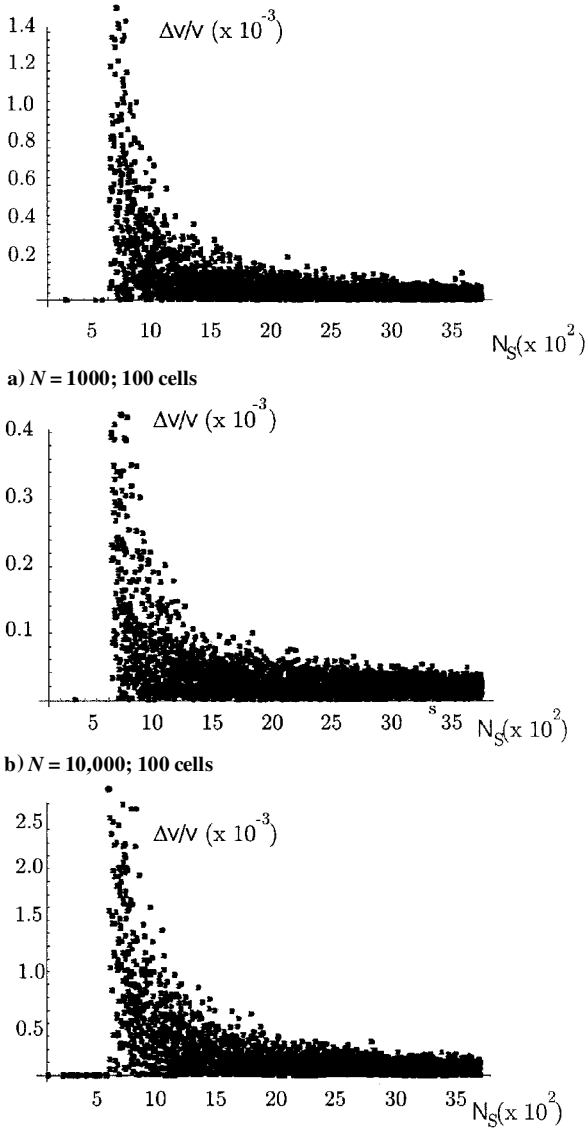 Δv/v (x 10⁻³)
1.4
1.2
1.0
0.8
0.6
0.4
0.2
5 10 15 20 25 30 35
N_S(x 10²)
a) N = 1000; 100 cells
Δv/v (x 10⁻³)
0.4
0.3
0.2
0.1
s
5 10 15 20 25 30 35
N_S(x 10²)
b) N = 10,000; 100 cells
2.5
Δv/v (x 10⁻³)
2.0
1.5
1.0
0.5
5 10 15 20 25 30 35
N_S(x 10²)